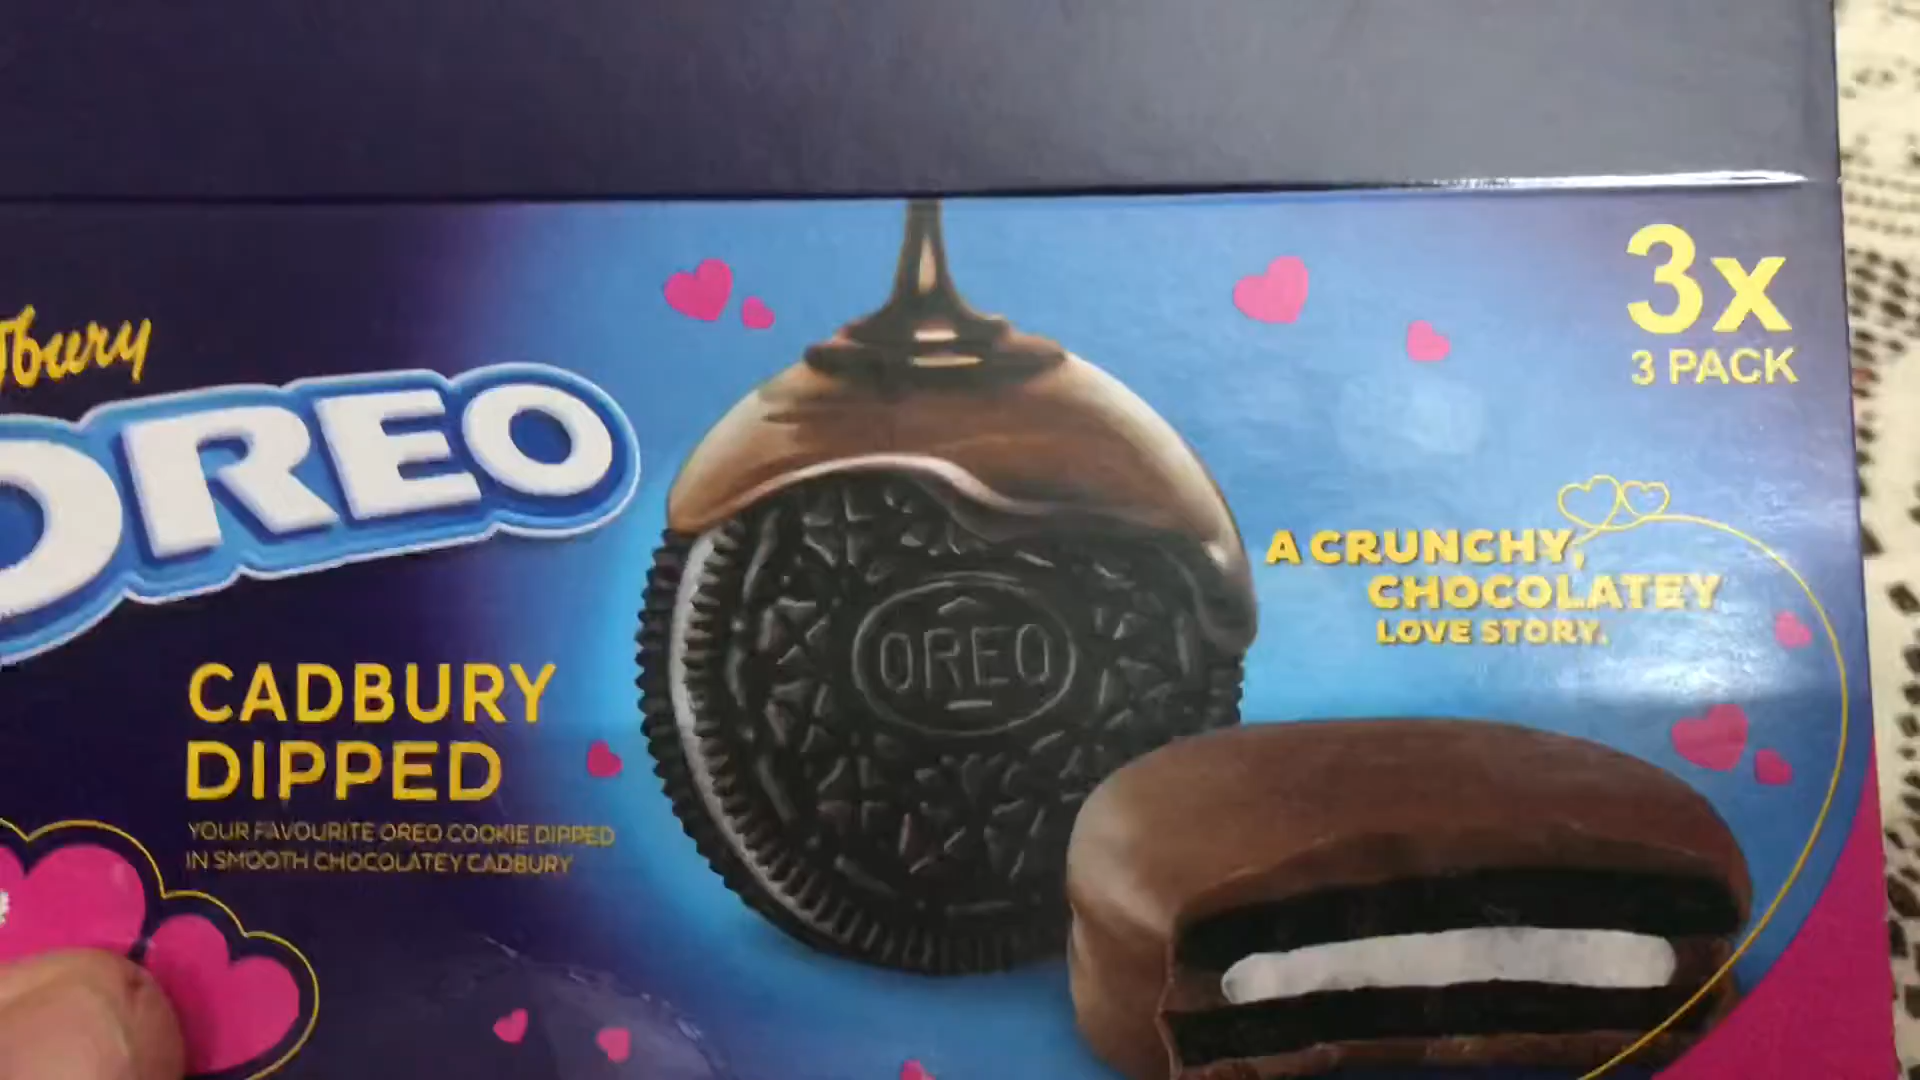 3x
3 PACK
OREO
OREO
A CRUNCHY,
CHOCOLATEY
LOVE STORY.
CADBURY
DIPPED
YOUR FAVOURITE OREO COOKIE DIPPED
IN SMOOTH CHOCOLATEY CADBURY